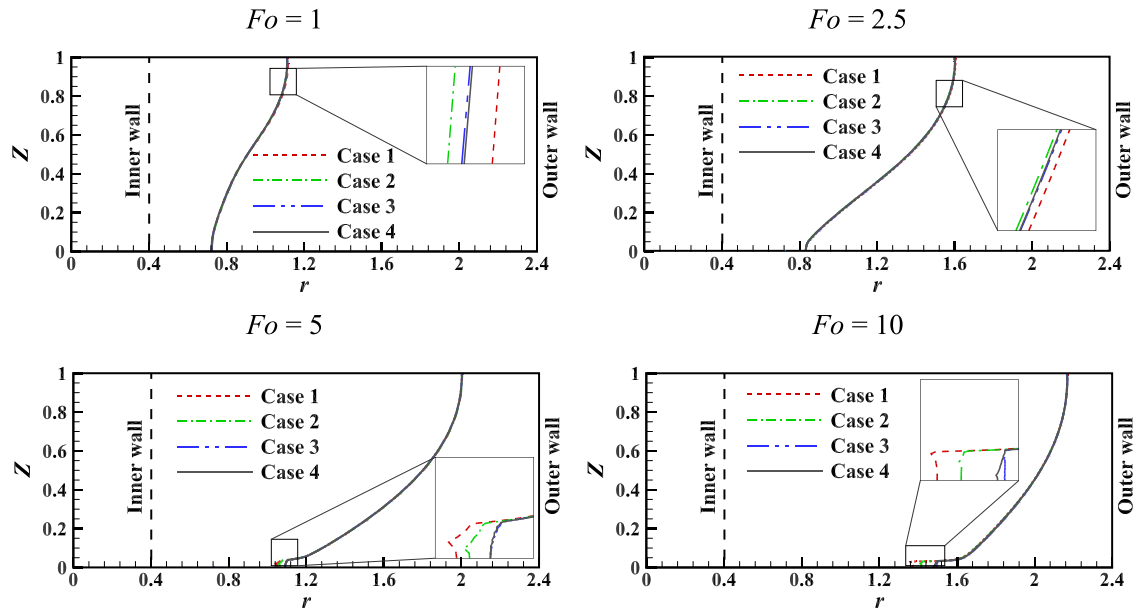 Fo = 1
1
0.8
0.6
0.4
0.2
0
Z
Inner wall
Outer wall
Case 1
Case 2
Case 3
Case 4
0
0.4
0.8
1.2
1.6
2
2.4
r
Fo = 2.5
1
0.8
0.6
0.4
0.2
0
Z
Inner wall
Outer wall
Case 1
Case 2
Case 3
Case 4
0
0.4
0.8
1.2
1.6
2
2.4
r
Fo = 5
1
0.8
0.6
0.4
0.2
0
Z
Inner wall
Outer wall
Case 1
Case 2
Case 3
Case 4
0
0.4
0.8
1.2
1.6
2
2.4
r
Fo = 10
1
0.8
0.6
0.4
0.2
0
Z
Inner wall
Outer wall
Case 1
Case 2
Case 3
Case 4
0
0.4
0.8
1.2
1.6
2
2.4
r